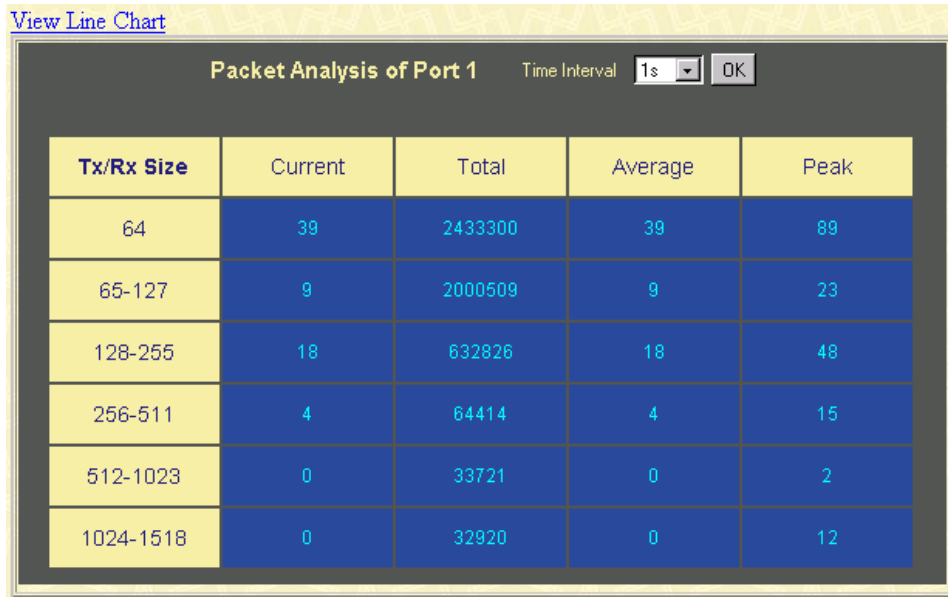 View Line Chart
Packet Analysis of Port 1 Time Interval 1s OK
Tx/Rx Size Current Total Average Peak
64 39 2433300 39 89
65-127 9 2000509 9 23
128-255 18 632826 18 48
256-511 4 64414 4 15
512-1023 0 33721 0 2
1024-1518 0 32920 0 12